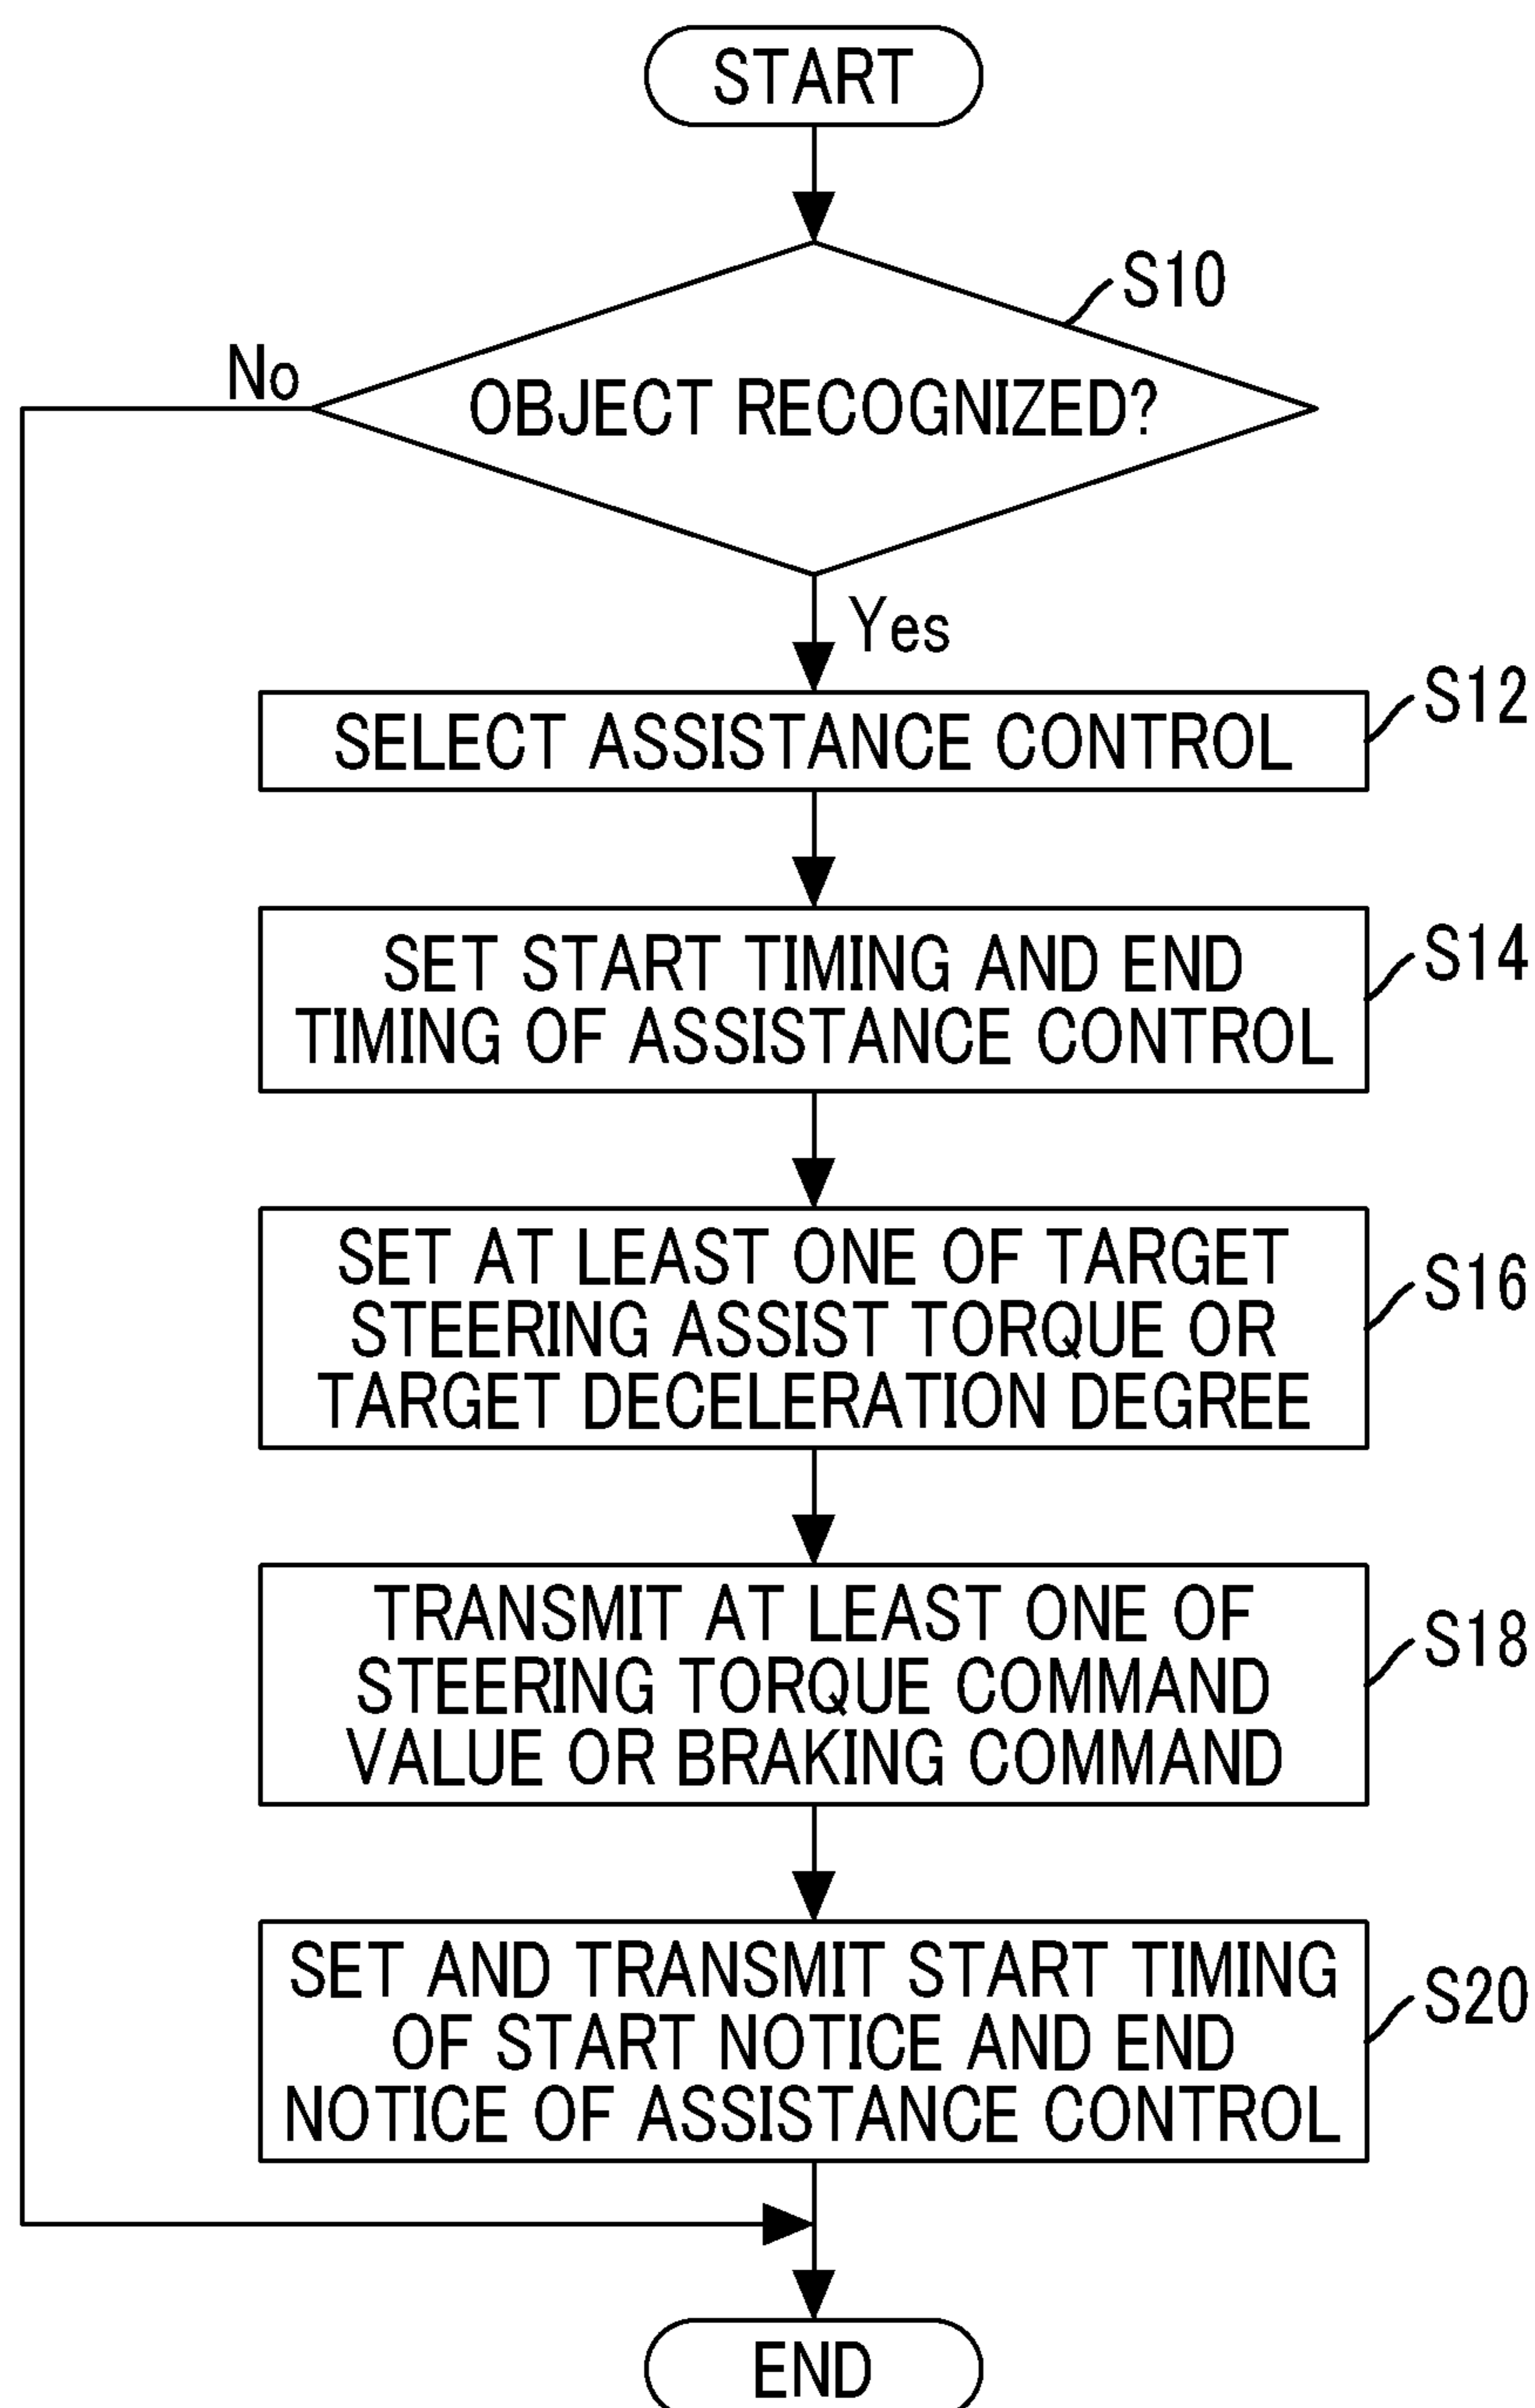 START
S10
No
OBJECT RECOGNIZED?
Yes
S12
SELECT ASSISTANCE CONTROL
S14
SET START TIMING AND END
TIMING OF ASSISTANCE CONTROL
S16
SET AT LEAST ONE OF TARGET
STEERING ASSIST TORQUE OR
TARGET DECELERATION DEGREE
S18
TRANSMIT AT LEAST ONE OF
STEERING TORQUE COMMAND
VALUE OR BRAKING COMMAND
S20
SET AND TRANSMIT START TIMING
OF START NOTICE AND END
NOTICE OF ASSISTANCE CONTROL
END